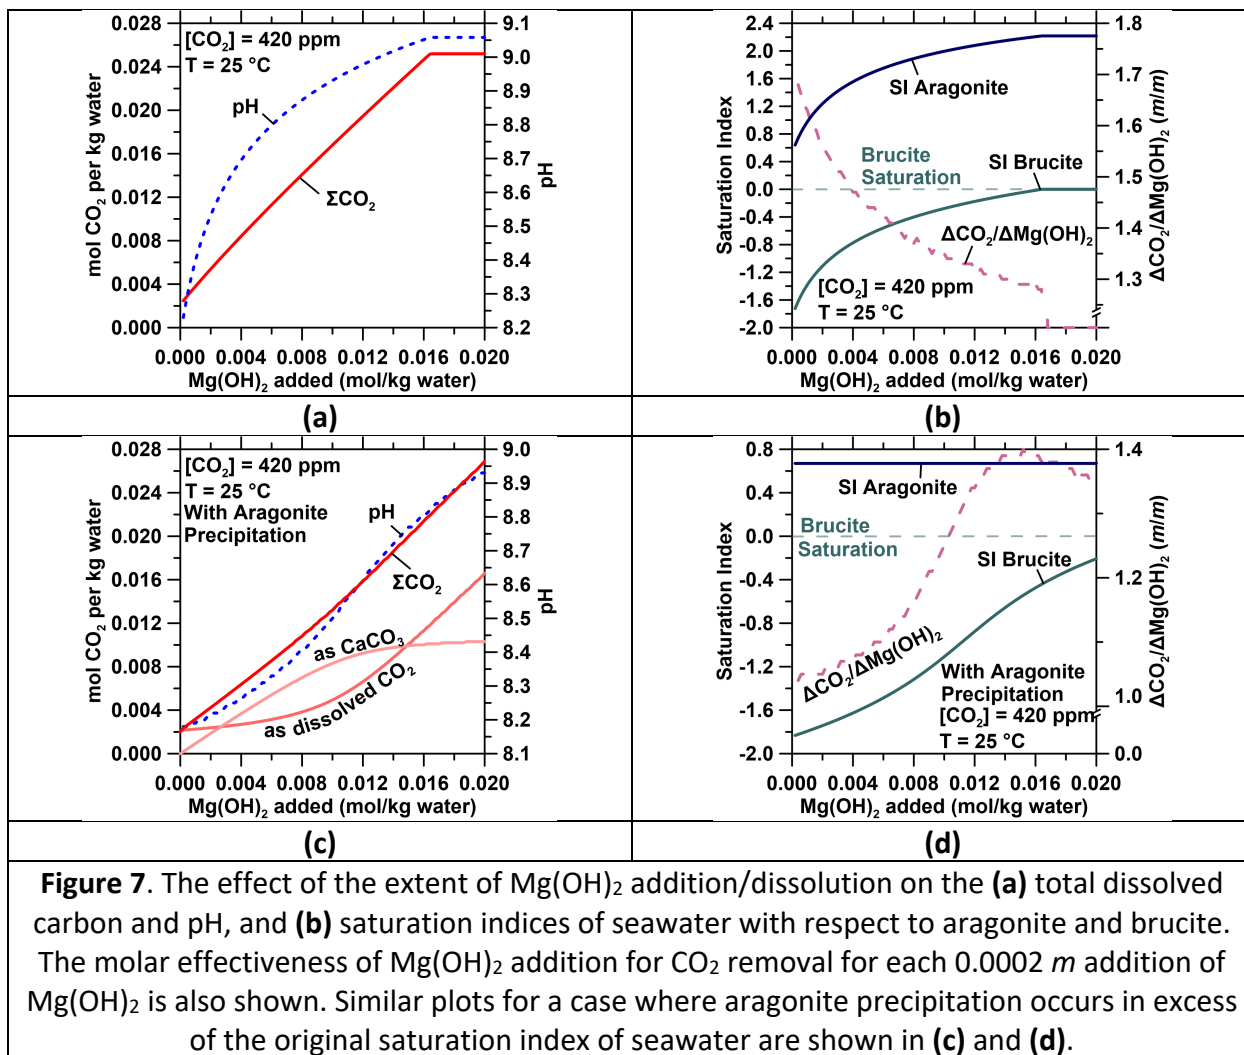 0.028
0.024
0.020
0.016
0.012
0.008
0.004
0.000
mol CO₂ per kg water
[CO₂] = 420 ppm
T = 25 °C
pH
ΣCO₂
9.1
9.0
8.9
8.8
8.7
8.6
8.5
8.4
8.3
8.2
pH
0.000 0.004 0.008 0.012 0.016 0.020
Mg(OH)₂ added (mol/kg water)
(a)
2.4
2.0
1.6
1.2
0.8
0.4
0.0
-0.4
-0.8
-1.2
-1.6
-2.0
Saturation Index
SI Aragonite
Brucite
Saturation
SI Brucite
ΔCO₂/ΔMg(OH)₂
[CO₂] = 420 ppm
T = 25 °C
1.8
1.7
1.6
1.5
1.4
1.3
ΔCO₂/ΔMg(OH)₂ (m/m)
0.000 0.004 0.008 0.012 0.016 0.020
Mg(OH)₂ added (mol/kg water)
(b)
0.028
0.024
0.020
0.016
0.012
0.008
0.004
0.000
mol CO₂ per kg water
[CO₂] = 420 ppm
T = 25 °C
With Aragonite
Precipitation
pH
ΣCO₂
as CaCO₃
as dissolved CO₂
9.0
8.9
8.8
8.7
8.6
8.5
8.4
8.3
8.2
8.1
pH
0.000 0.004 0.008 0.012 0.016 0.020
Mg(OH)₂ added (mol/kg water)
(c)
0.8
0.4
0.0
-0.4
-0.8
-1.2
-1.6
-2.0
Saturation Index
SI Aragonite
Brucite
Saturation
SI Brucite
ΔCO₂/ΔMg(OH)₂
With Aragonite
Precipitation
[CO₂] = 420 ppm
T = 25 °C
1.4
1.2
1.0
0.0
ΔCO₂/ΔMg(OH)₂ (m/m)
0.000 0.004 0.008 0.012 0.016 0.020
Mg(OH)₂ added (mol/kg water)
(d)
Figure 7. The effect of the extent of Mg(OH)₂ addition/dissolution on the (a) total dissolved
carbon and pH, and (b) saturation indices of seawater with respect to aragonite and brucite.
The molar effectiveness of Mg(OH)₂ addition for CO₂ removal for each 0.0002 m addition of
Mg(OH)₂ is also shown. Similar plots for a case where aragonite precipitation occurs in excess
of the original saturation index of seawater are shown in (c) and (d).